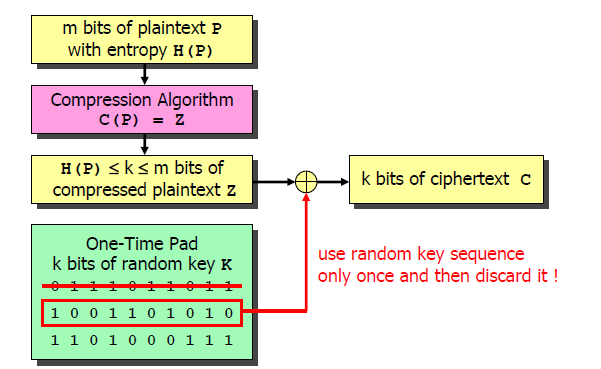 m bits of plaintext P
with entropy H(P)
Compression Algorithm
C(P) = Z
H(P) ≤ k ≤ m bits of
compressed plaintext Z
k bits of ciphertext C
One-Time Pad
k bits of random key K
0 1 1 1 0 1 1 0 1 1
1 0 0 1 1 0 1 0 1 0
1 1 0 1 0 0 0 1 1 1
use random key sequence
only once and then discard it !